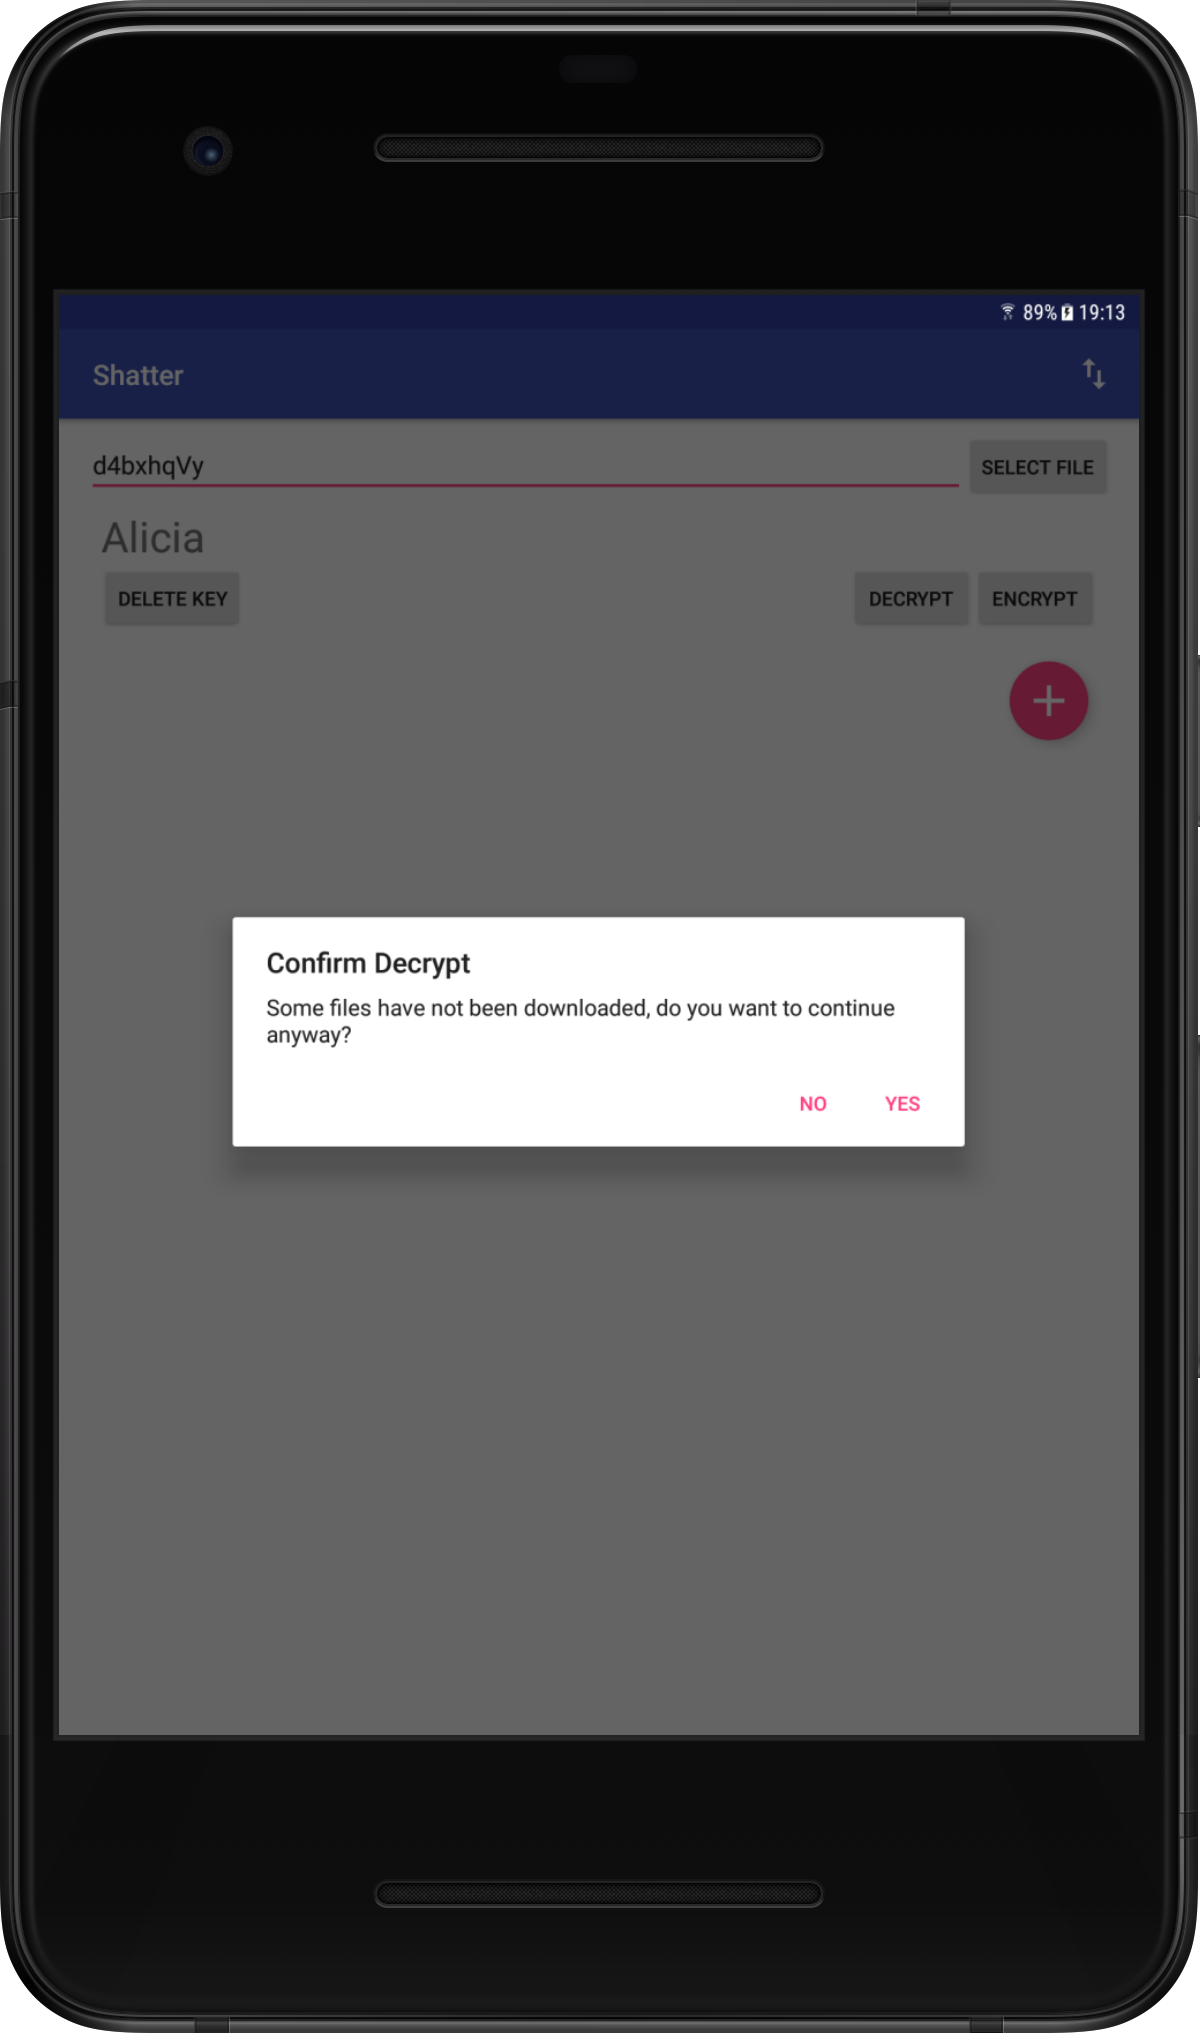 89% 19:13
Shatter
d4bxhqVy SELECT FILE
Alicia
DELETE KEY DECRYPT ENCRYPT
Confirm Decrypt
Some files have not been downloaded, do you want to continue
anyway?
NO YES